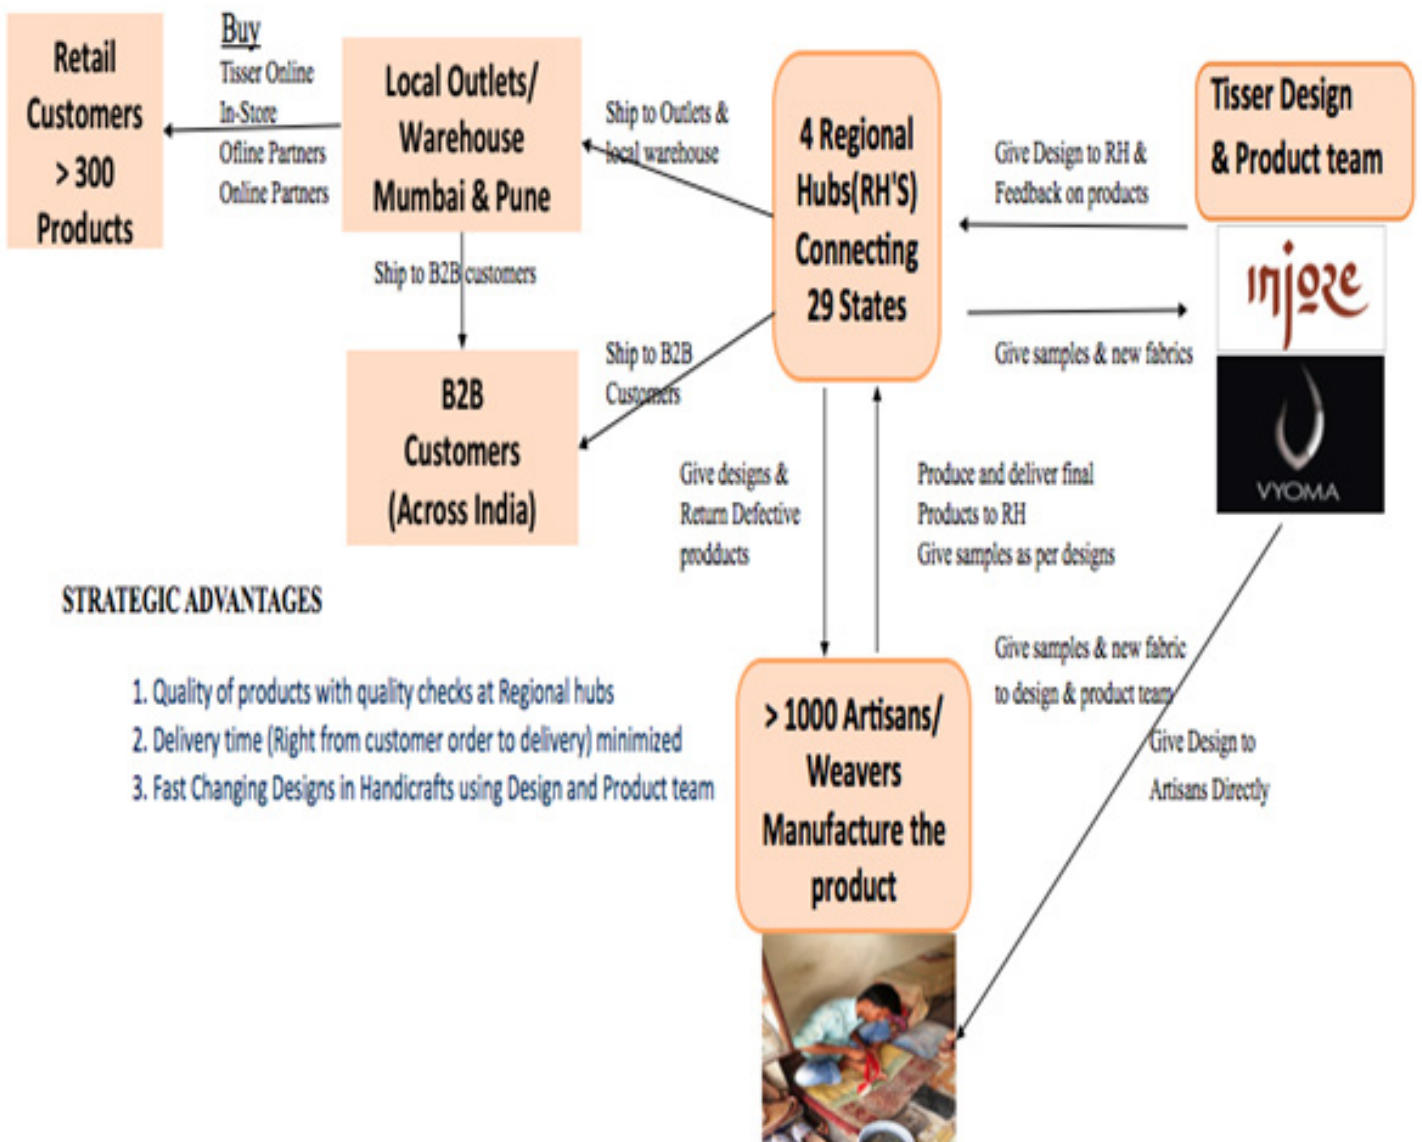 Retail
Customers
> 300
Products
Buy
Tisser Online
In-Store
Ofline Partners
Online Partners
Local Outlets/
Warehouse
Mumbai & Pune
Ship to Outlets &
local warehouse
4 Regional
Hubs(RH'S)
Connecting
29 States
Give Design to RH &
Feedback on products
Tisser Design
& Product team
injore
VYOMA
Give samples & new fabrics
Ship to B2B customers
B2B
Customers
(Across India)
Ship to B2B
Customers
Give designs &
Return Defective
prodducts
Produce and deliver final
Products to RH
Give samples as per designs
STRATEGIC ADVANTAGES
1. Quality of products with quality checks at Regional hubs
2. Delivery time (Right from customer order to delivery) minimized
3. Fast Changing Designs in Handicrafts using Design and Product team
> 1000 Artisans/
Weavers
Manufacture the
product
Give samples & new fabric
to design & product team
Give Design to
Artisans Directly